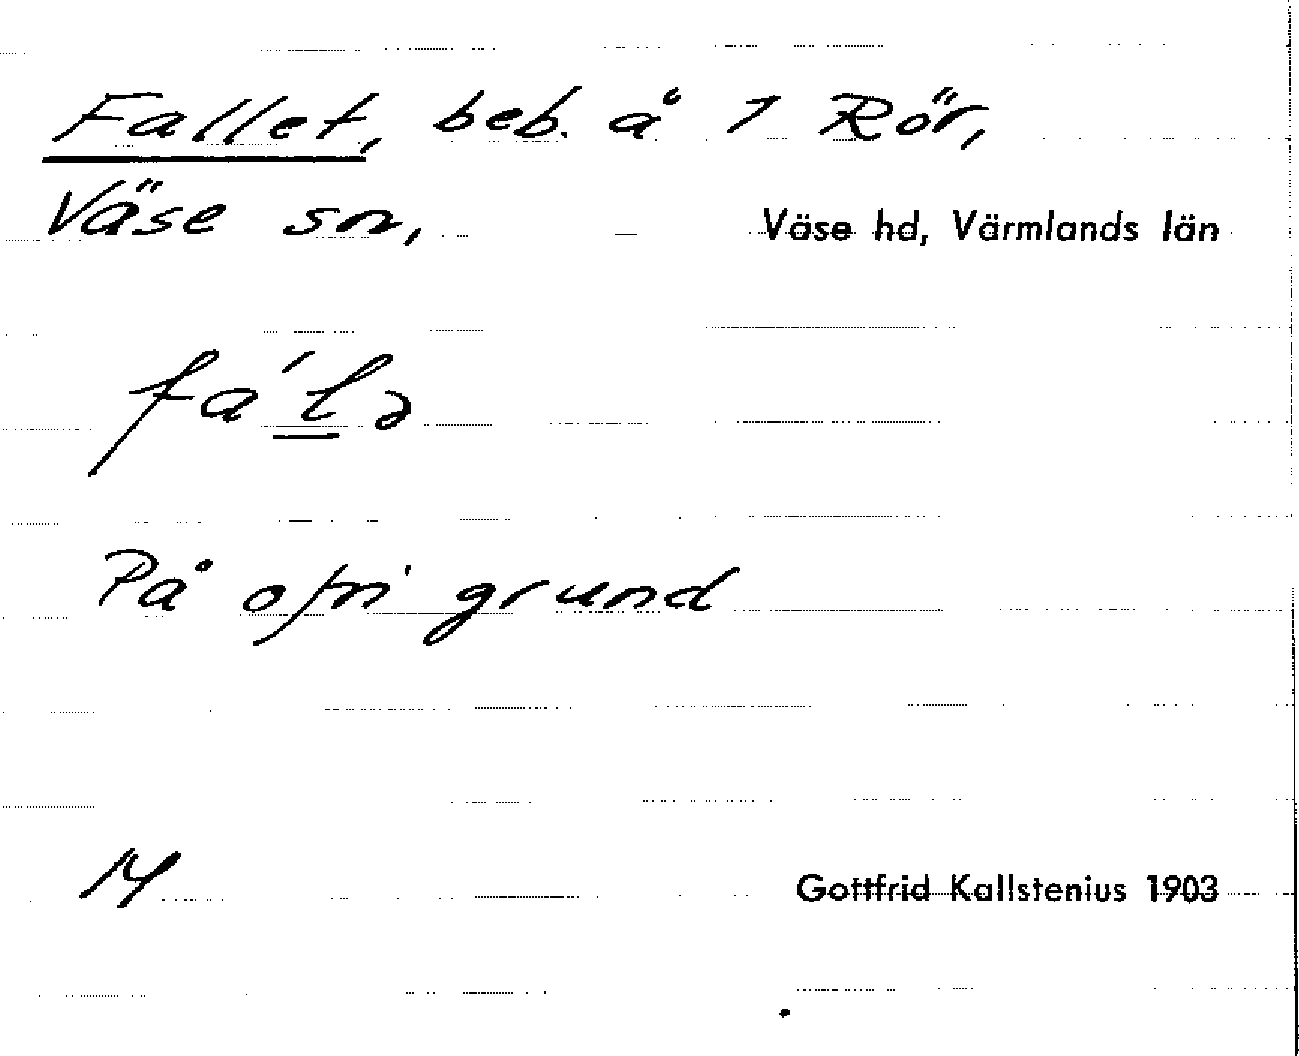 Fallet, beb. å 1 Rör,
Väse sn, Väse hd, Värmlands län
fa´lə
På ofri grund
14
Gottfrid Kallstenius 1903